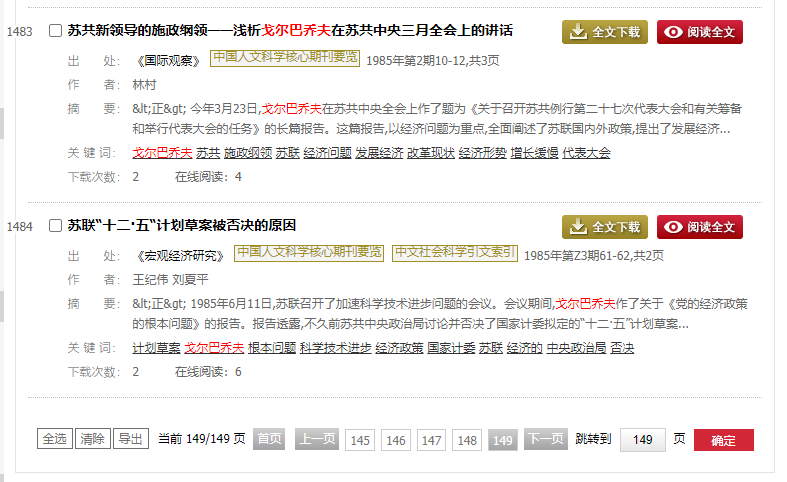 1483 苏共新领导的施政纲领——浅析戈尔巴乔夫在苏共中央三月全会上的讲话 全文下载 阅读全文
出 处: 《国际观察》 中国人文科学核心期刊要览 1985年第2期10-12,共3页
作 者: 林村
摘 要: &lt;正&gt; 今年3月23日,戈尔巴乔夫在苏共中央全会上作了题为《关于召开苏共例行第二十七次代表大会和有关筹备
和举行代表大会的任务》的长篇报告。这篇报告,以经济问题为重点,全面阐述了苏联国内外政策,提出了发展经济...
关 键 词: 戈尔巴乔夫 苏共 施政纲领 苏联 经济问题 发展经济 改革现状 经济形势 增长缓慢 代表大会
下载次数: 2 在线阅读: 4
1484 苏联“十二·五“计划草案被否决的原因 全文下载 阅读全文
出 处: 《宏观经济研究》 中国人文科学核心期刊要览 中文社会科学引文索引 1985年第Z3期61-62,共2页
作 者: 王纪伟 刘夏平
摘 要: &lt;正&gt; 1985年6月11日,苏联召开了加速科学技术进步问题的会议。会议期间,戈尔巴乔夫作了关于《党的经济政策
的根本问题》的报告。报告透露,不久前苏共中央政治局讨论并否决了国家计委拟定的“十二·五”计划草案...
关 键 词: 计划草案 戈尔巴乔夫 根本问题 科学技术进步 经济政策 国家计委 苏联 经济的 中央政治局 否决
下载次数: 2 在线阅读: 6
全选 清除 导出 当前 149/149 页 首页 上一页 145 146 147 148 149 下一页 跳转到 149 页 确定